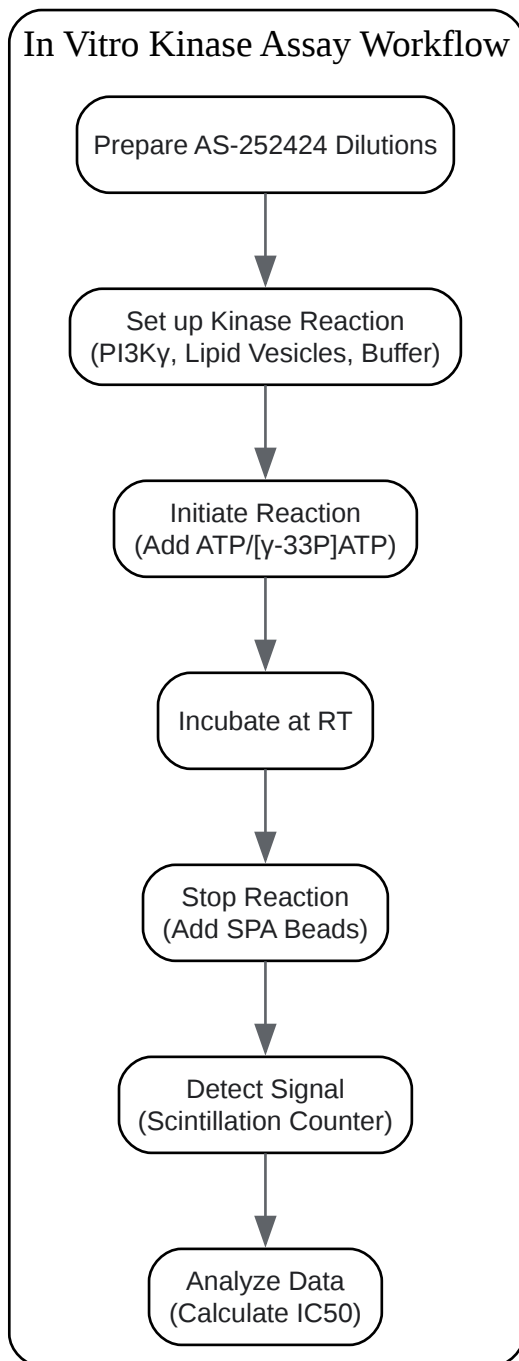 In Vitro Kinase Assay Workflow
Prepare AS-252424 Dilutions
Set up Kinase Reaction
(PI3Kγ, Lipid Vesicles, Buffer)
Initiate Reaction
(Add ATP/[γ-33P]ATP)
Incubate at RT
Stop Reaction
(Add SPA Beads)
Detect Signal
(Scintillation Counter)
Analyze Data
(Calculate IC50)